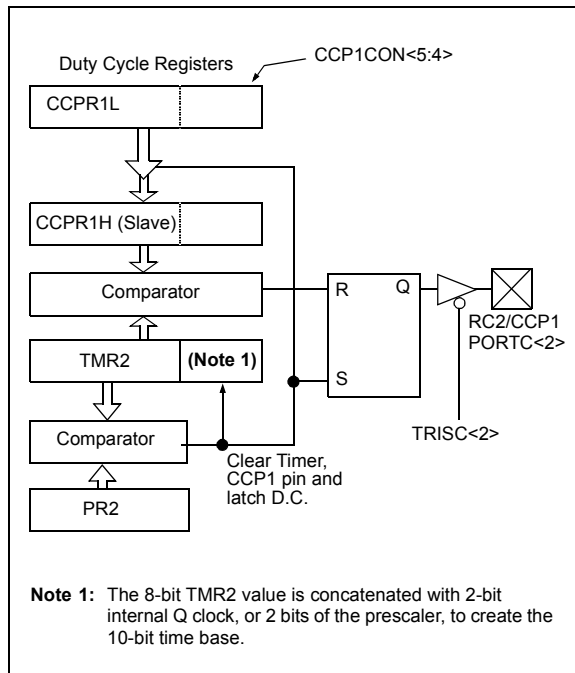 Duty Cycle Registers
CCP1CON<5:4>
CCPR1L
CCPR1H (Slave)
Comparator
R
Q
RC2/CCP1
PORTC<2>
TMR2
(Note 1)
S
TRISC<2>
Comparator
Clear Timer,
CCP1 pin and
latch D.C.
PR2
Note 1: The 8-bit TMR2 value is concatenated with 2-bit
internal Q clock, or 2 bits of the prescaler, to create the
10-bit time base.